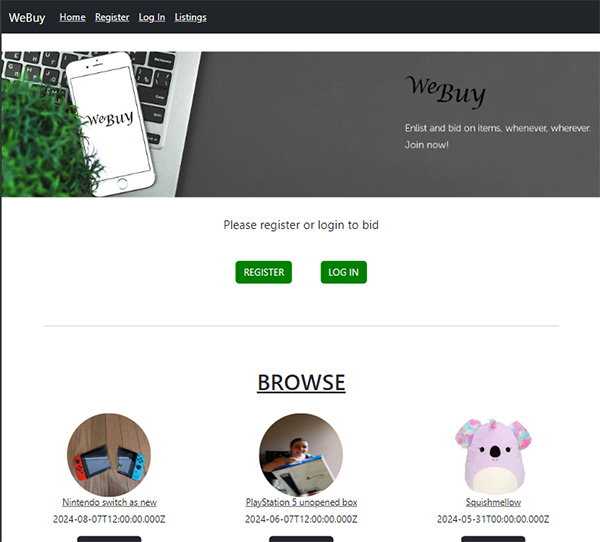 WeBuy Home Register Log In Listings
WeBuy
WeBuy
Enlist and bid on items, whenever, wherever.
Join now!
Please register or login to bid
REGISTER LOG IN
BROWSE
Nintendo switch as new PlayStation 5 unopened box Squishmellow
2024-08-07T12:00:00.000Z 2024-06-07T12:00:00.000Z 2024-05-31T00:00:00.000Z